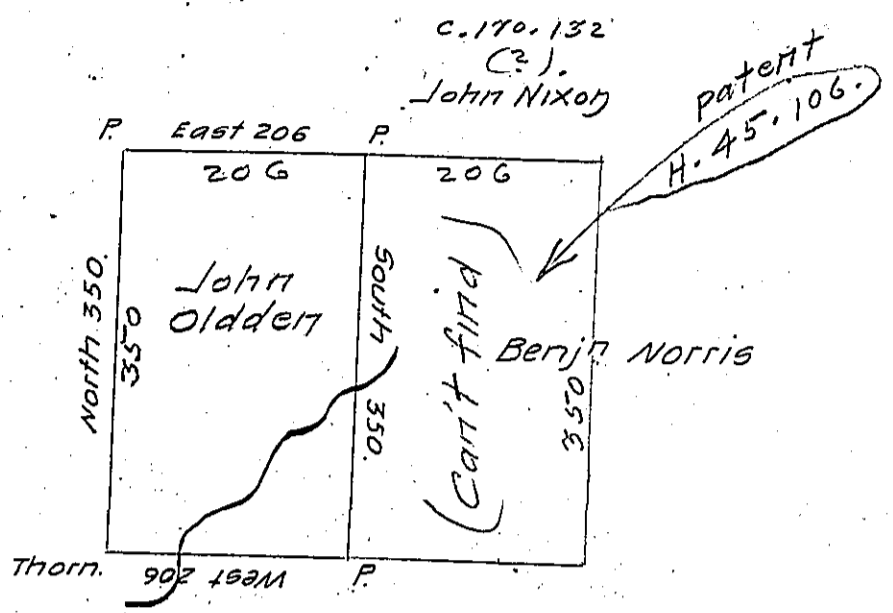 C.170.132
(?).
John Nixon
patent
H.45.106.
P. East 206 P.
206
206
North 350.
350
John
Oldden
South
350.
(Can't find)
Benjn Norris
350
Thorn. West 206 P.